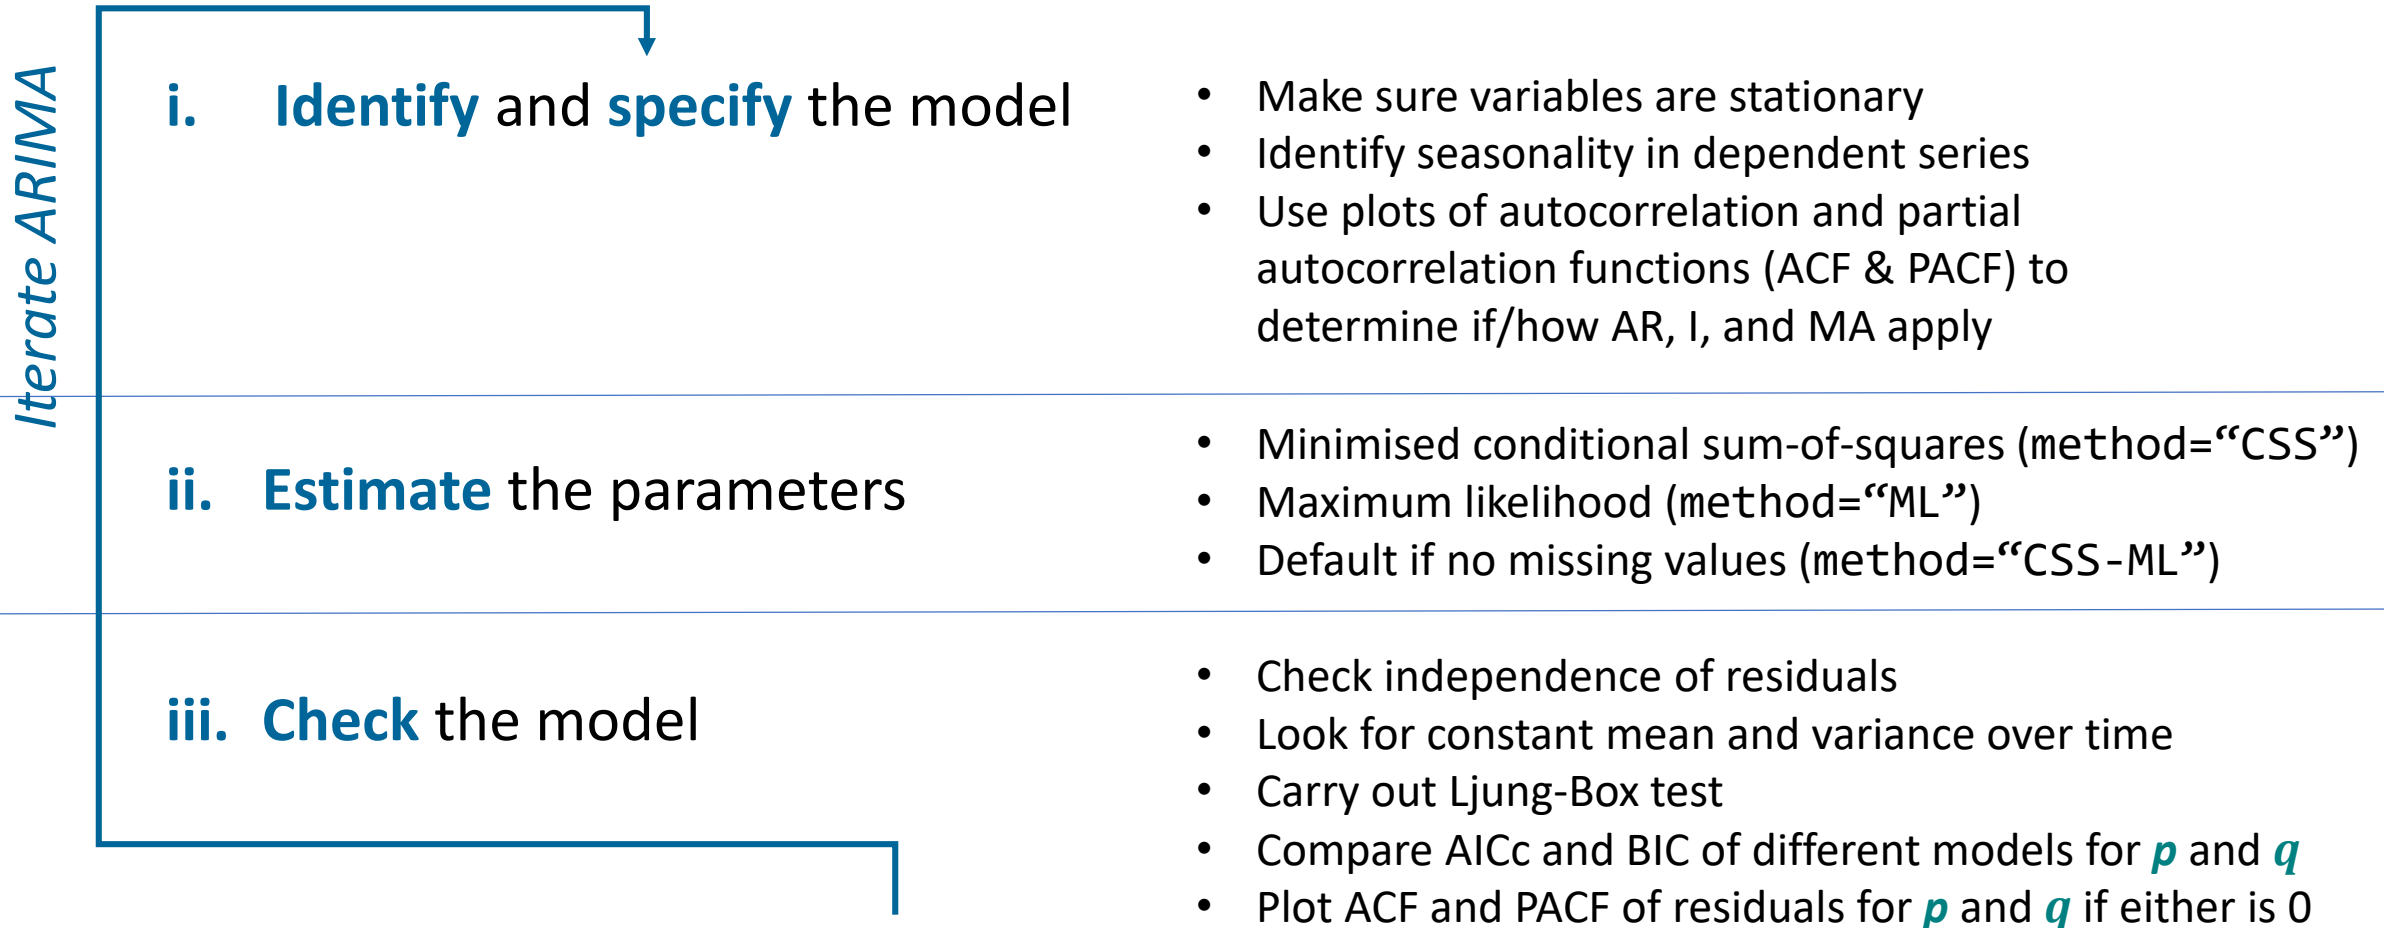 Iterate ARIMA
i. Identify and specify the model
• Make sure variables are stationary
• Identify seasonality in dependent series
• Use plots of autocorrelation and partial
autocorrelation functions (ACF & PACF) to
determine if/how AR, I, and MA apply
ii. Estimate the parameters
• Minimised conditional sum-of-squares (method=“CSS”)
• Maximum likelihood (method=“ML”)
• Default if no missing values (method=“CSS-ML”)
iii. Check the model
• Check independence of residuals
• Look for constant mean and variance over time
• Carry out Ljung-Box test
• Compare AICc and BIC of different models for p and q
• Plot ACF and PACF of residuals for p and q if either is 0